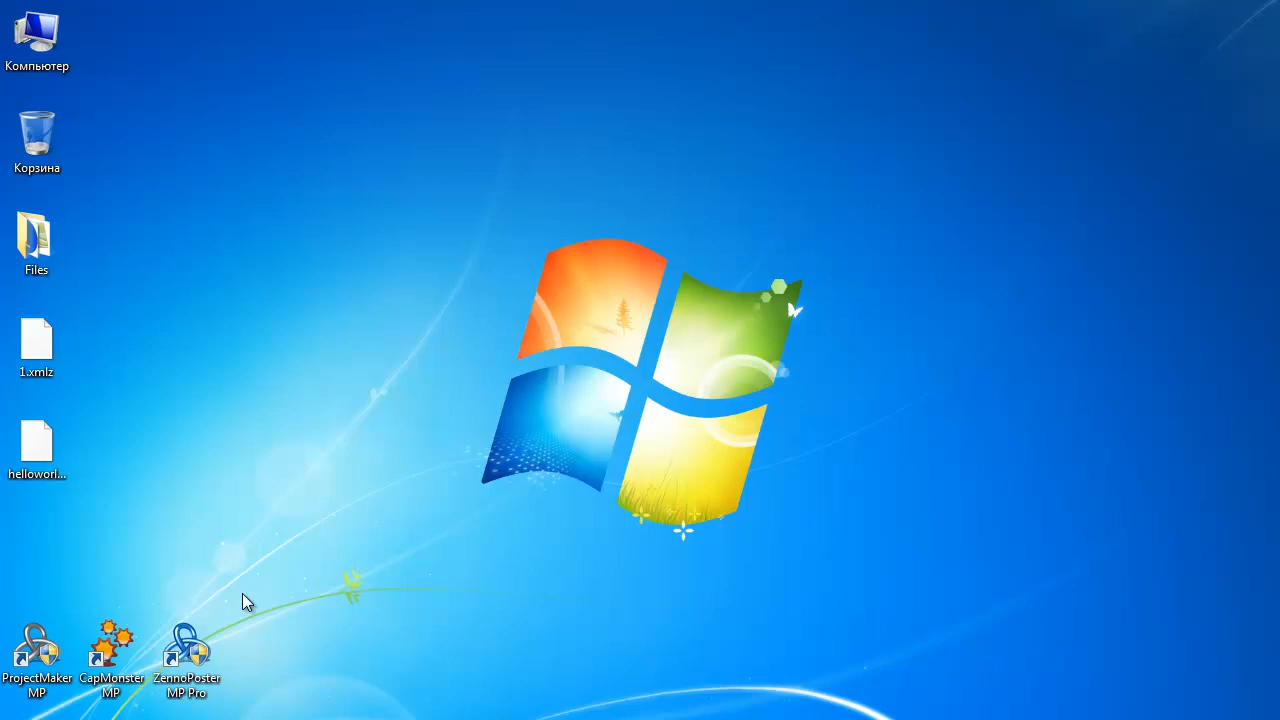 Компьютер
Корзина
Files
1.xmlz
helloworl...
ProjectMaker
MP
CapMonster
MP
ZennoPoster
MP Pro